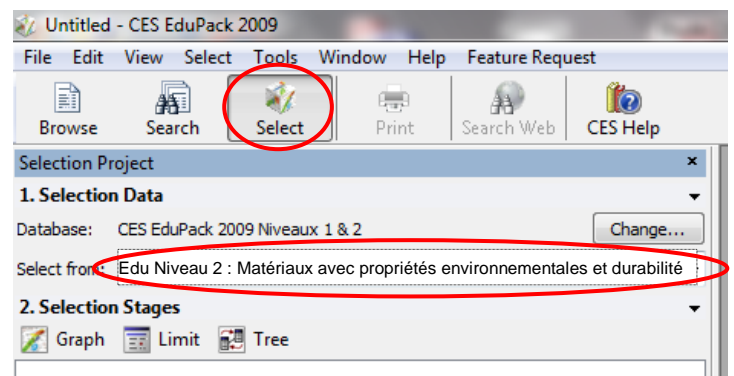 Untitled - CES EduPack 2009
File Edit View Select Tools Window Help Feature Request
Browse Search Select Print Search Web CES Help
Selection Project ×
1. Selection Data
Database: CES EduPack 2009 Niveaux 1 & 2 Change...
Select from: Edu Niveau 2 : Matériaux avec propriétés environnementales et durabilité
2. Selection Stages
Graph Limit Tree